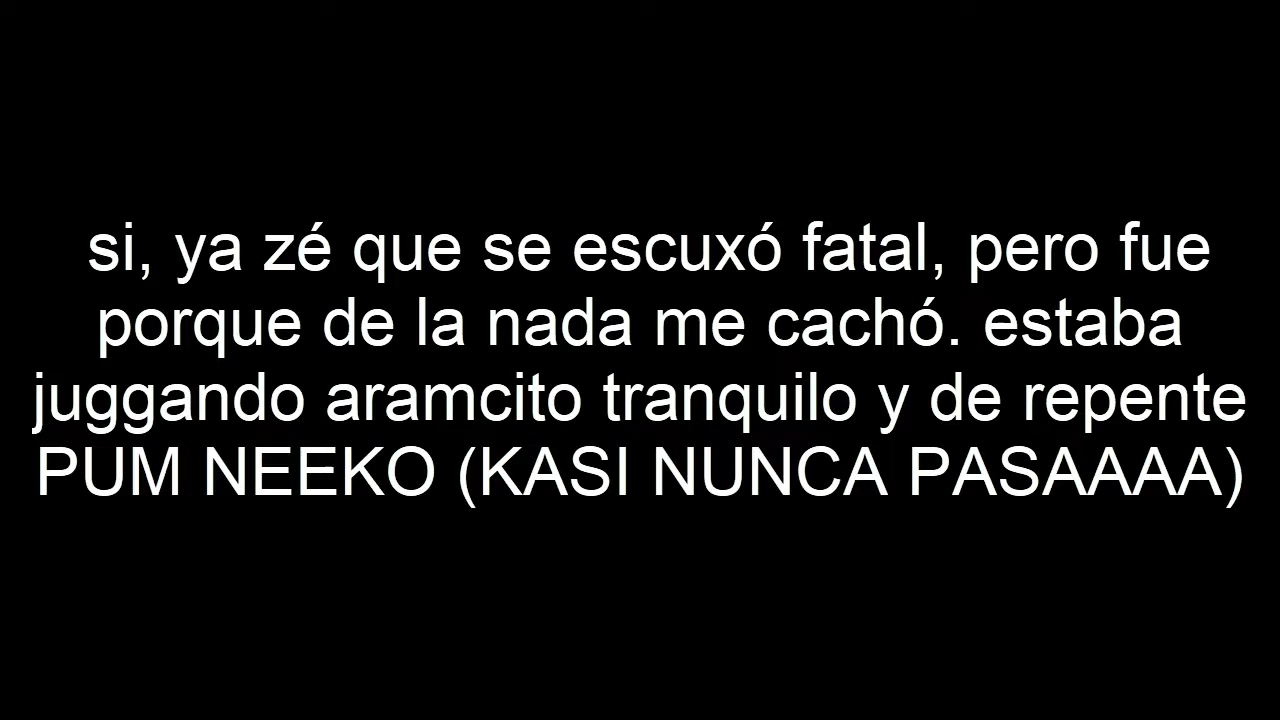 si, ya zé que se escuxó fatal, pero fue
porque de la nada me cachó. estaba
juggando aramcito tranquilo y de repente
PUM NEEKO (KASI NUNCA PASAAAA)